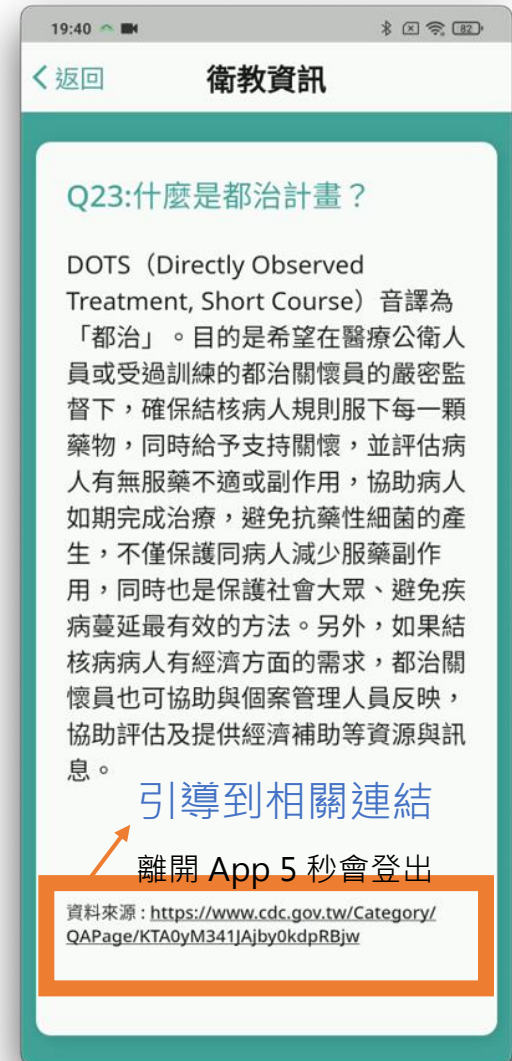 19:40
82
返回
衛教資訊
Q23:什麼是都治計畫？
DOTS（Directly Observed
Treatment, Short Course）音譯為
「都治」。目的是希望在醫療公衛人
員或受過訓練的都治關懷員的嚴密監
督下，確保結核病人規則服下每一顆
藥物，同時給予支持關懷，並評估病
人有無服藥不適或副作用，協助病人
如期完成治療，避免抗藥性細菌的產
生，不僅保護同病人減少服藥副作
用，同時也是保護社會大眾、避免疾
病蔓延最有效的方法。另外，如果結
核病病人有經濟方面的需求，都治關
懷員也可協助與個案管理人員反映，
協助評估及提供經濟補助等資源與訊
息。
引導到相關連結
離開 App 5 秒會登出
資料來源 : https://www.cdc.gov.tw/Category/
QAPage/KTA0yM341JAjby0kdpRBjw